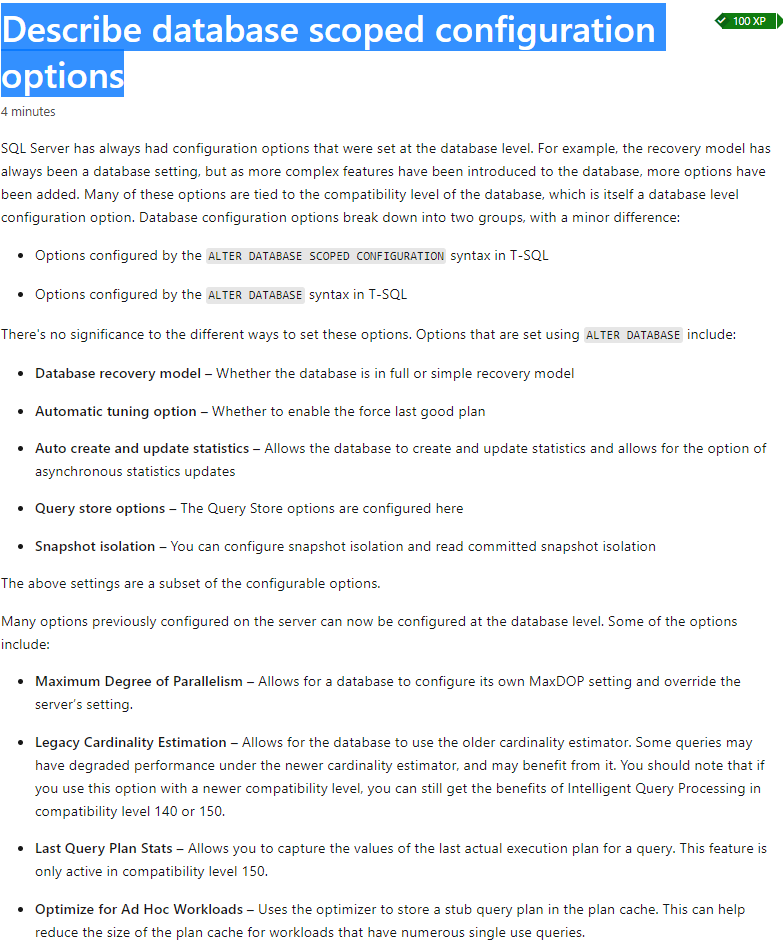 Describe database scoped configuration
100 XP
options
4 minutes
SQL Server has always had configuration options that were set at the database level. For example, the recovery model has
always been a database setting, but as more complex features have been introduced to the database, more options have
been added. Many of these options are tied to the compatibility level of the database, which is itself a database level
configuration option. Database configuration options break down into two groups, with a minor difference:
• Options configured by the ALTER DATABASE SCOPED CONFIGURATION syntax in T-SQL
• Options configured by the ALTER DATABASE syntax in T-SQL
There's no significance to the different ways to set these options. Options that are set using ALTER DATABASE include:
• Database recovery model – Whether the database is in full or simple recovery model
• Automatic tuning option – Whether to enable the force last good plan
• Auto create and update statistics – Allows the database to create and update statistics and allows for the option of
asynchronous statistics updates
• Query store options – The Query Store options are configured here
• Snapshot isolation – You can configure snapshot isolation and read committed snapshot isolation
The above settings are a subset of the configurable options.
Many options previously configured on the server can now be configured at the database level. Some of the options
include:
• Maximum Degree of Parallelism – Allows for a database to configure its own MaxDOP setting and override the
server's setting.
• Legacy Cardinality Estimation – Allows for the database to use the older cardinality estimator. Some queries may
have degraded performance under the newer cardinality estimator, and may benefit from it. You should note that if
you use this option with a newer compatibility level, you can still get the benefits of Intelligent Query Processing in
compatibility level 140 or 150.
• Last Query Plan Stats – Allows you to capture the values of the last actual execution plan for a query. This feature is
only active in compatibility level 150.
• Optimize for Ad Hoc Workloads – Uses the optimizer to store a stub query plan in the plan cache. This can help
reduce the size of the plan cache for workloads that have numerous single use queries.